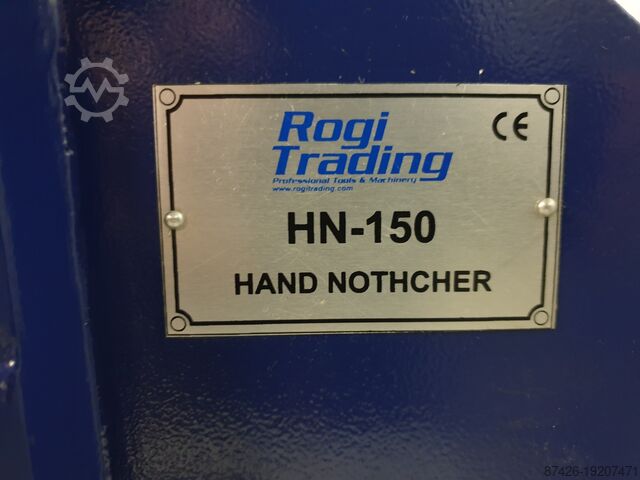 Rogi
Trading
CE
Professional Tools & Machinery
www.rogitrading.com
HN-150
HAND NOTHCHER
87426-19207471